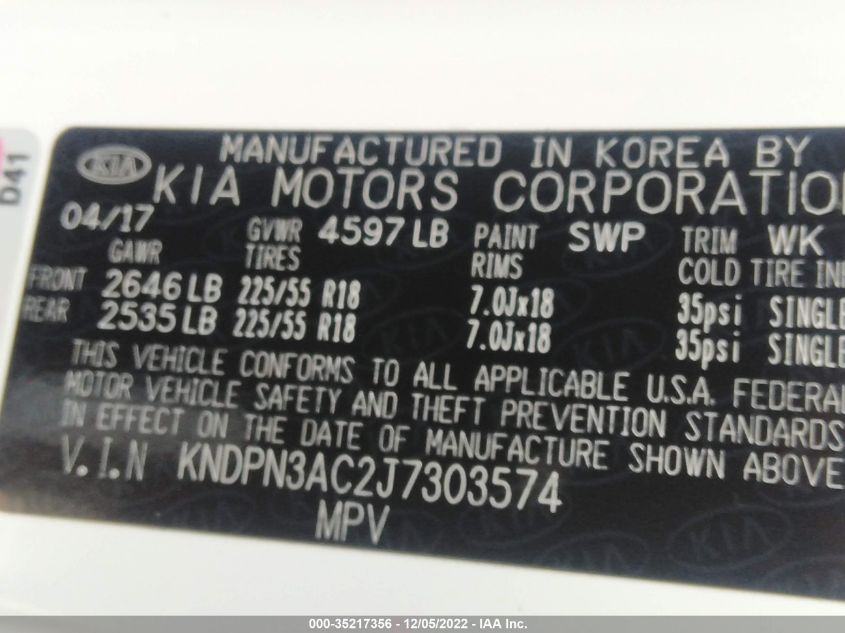 D41
KIA
MANUFACTURED IN KOREA BY
KIA MOTORS CORPORATION
04/17 GVWR 4597 LB PAINT SWP TRIM WK
GAWR TIRES RIMS COLD TIRE INF
FRONT 2646 LB 225/55 R18 7.0Jx18 35psi SINGLE
REAR 2535 LB 225/55 R18 7.0Jx18 35psi SINGLE
THIS VEHICLE CONFORMS TO ALL APPLICABLE U.S.A. FEDERAL
MOTOR VEHICLE SAFETY AND THEFT PREVENTION STANDARDS
IN EFFECT ON THE DATE OF MANUFACTURE SHOWN ABOVE
V.I.N KNDPN3AC2J7303574
MPV
000-35217356 - 12/05/2022 - IAA Inc.